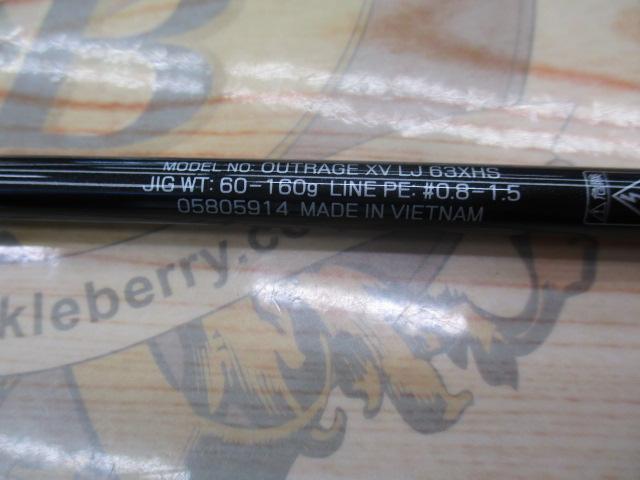 B
MODEL NO: OUTRAGE XV LJ 63XHS
JIG WT: 60-160g LINE PE: #0.8-1.5
05805914 MADE IN VIETNAM
kleberry.co